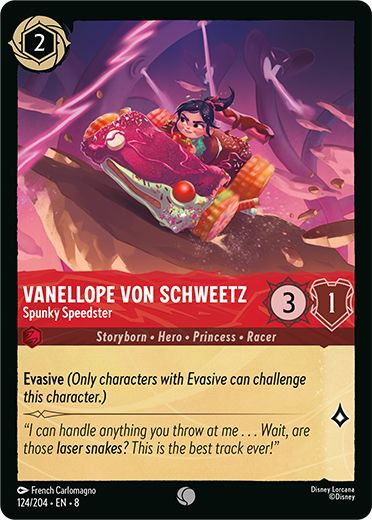 2
VANELLOPE VON SCHWEETZ
Spunky Speedster
3
1
Storyborn • Hero • Princess • Racer
Evasive (Only characters with Evasive can challenge
this character.)
“I can handle anything you throw at me . . . Wait, are
those laser snakes? This is the best track ever!”
French Carlomagno
124/204 • EN • 8
Disney Lorcana
©Disney